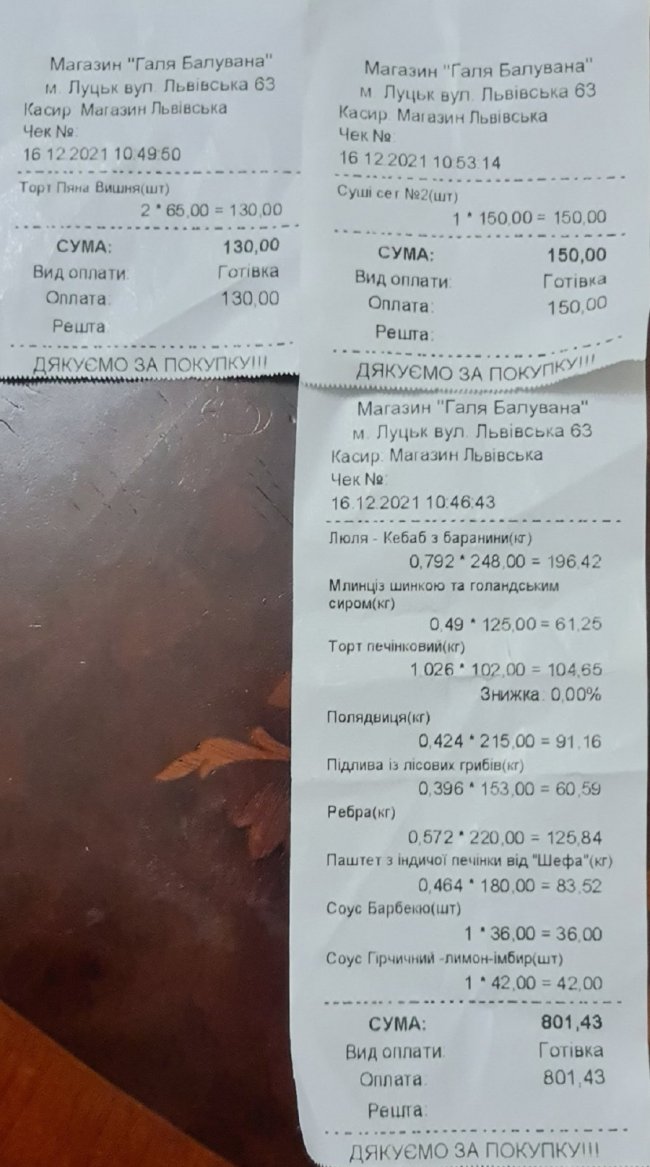 Магазин "Галя Балувана"
м. Луцьк вул. Львівська 63
Касир. Магазин Львівська
Чек №:
16 12 2021 10:49:50
Торт Пяна Вишня(шт)
2 * 65,00 = 130,00
СУМА: 130,00
Вид оплати: Готівка
Оплата: 130,00
Решта:
ДЯКУЄМО ЗА ПОКУПКУ!!!
Магазин "Галя Балувана"
м. Луцьк вул. Львівська 63
Касир. Магазин Львівська
Чек №:
16 12 2021 10:53:14
Суші сет №2(шт)
1 * 150,00 = 150,00
СУМА: 150,00
Вид оплати: Готівка
Оплата: 150,00
Решта:
ДЯКУЄМО ЗА ПОКУПКУ!!!
Магазин "Галя Балувана"
м. Луцьк вул. Львівська 63
Касир. Магазин Львівська
Чек №:
16.12.2021 10:46:43
Люля - Кебаб з баранини(кг)
0,792 * 248,00 = 196,42
Млинціз шинкою та голандським
сиром(кг)
0,49 * 125,00 = 61,25
Торт печінковий(кг)
1.026 * 102,00 = 104,65
Знижка: 0,00%
Полядвиця(кг)
0,424 * 215,00 = 91,16
Підлива із лісових грибів(кг)
0,396 * 153,00 = 60,59
Ребра(кг)
0,572 * 220,00 = 125,84
Паштет з індичої печінки від "Шефа"(кг)
0,464 * 180,00 = 83,52
Соус Барбекю(шт)
1 * 36,00 = 36,00
Соус Гірчичний -лимон-імбир(шт)
1 * 42,00 = 42,00
СУМА: 801,43
Вид оплати: Готівка
Оплата: 801,43
Решта:
ДЯКУЄМО ЗА ПОКУПКУ!!!